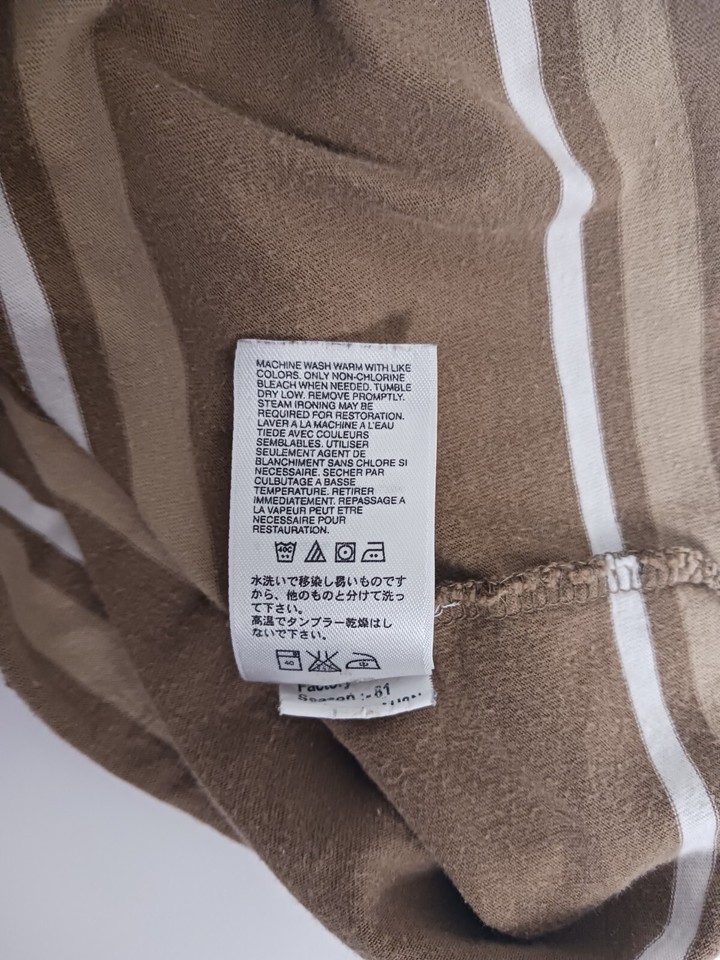 MACHINE WASH WARM WITH LIKE
COLORS. ONLY NON-CHLORINE
BLEACH WHEN NEEDED. TUMBLE
DRY LOW. REMOVE PROMPTLY.
STEAM IRONING MAY BE
REQUIRED FOR RESTORATION.
LAVER A LA MACHINE A L'EAU
TIEDE AVEC COULEURS
SEMBLABLES. UTILISER
SEULEMENT AGENT DE
BLANCHIMENT SANS CHLORE SI
NECESSAIRE. SECHER PAR
CULBUTAGE A BASSE
TEMPERATURE. RETIRER
IMMEDIATEMENT. REPASSAGE A
LA VAPEUR PEUT ETRE
NECESSAIRE POUR
RESTAURATION.
40C
水洗いで移染し易いものです
から、他のものと分けて洗っ
て下さい。
高温でタンブラー乾燥はし
ないで下さい。
40
Factory
Season : 61